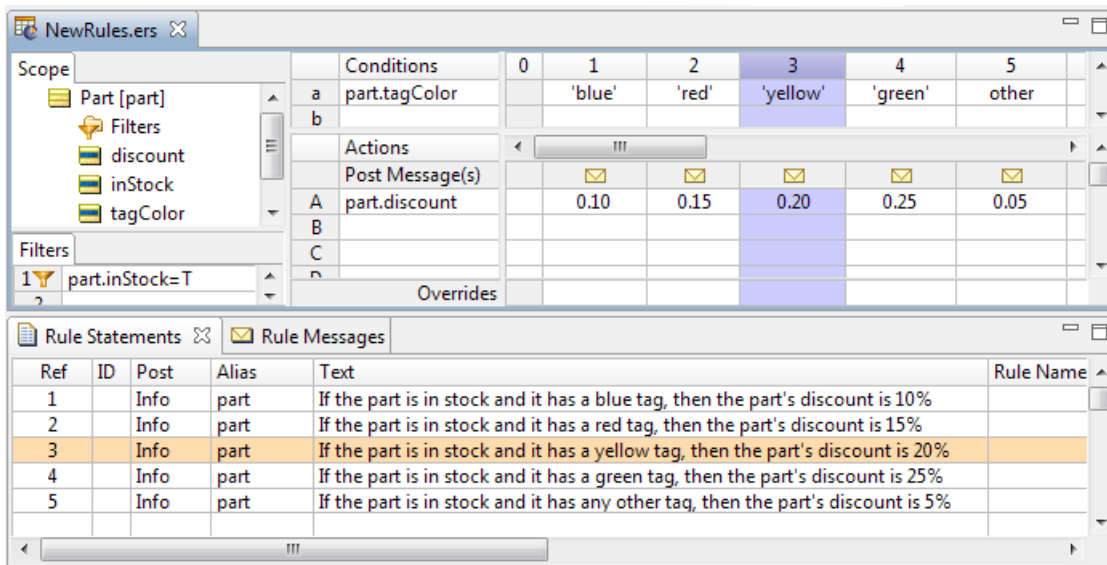 NewRules.ers
Scope
Part [part]
Filters
discount
inStock
tagColor
Filters
1 part.inStock=T
2
Conditions 0 1 2 3 4 5
a part.tagColor 'blue' 'red' 'yellow' 'green' other
b
Actions
Post Message(s)
A part.discount 0.10 0.15 0.20 0.25 0.05
B
C
D
Overrides
Rule Statements Rule Messages
Ref ID Post Alias Text Rule Name
1 Info part If the part is in stock and it has a blue tag, then the part's discount is 10%
2 Info part If the part is in stock and it has a red tag, then the part's discount is 15%
3 Info part If the part is in stock and it has a yellow tag, then the part's discount is 20%
4 Info part If the part is in stock and it has a green tag, then the part's discount is 25%
5 Info part If the part is in stock and it has any other tag, then the part's discount is 5%